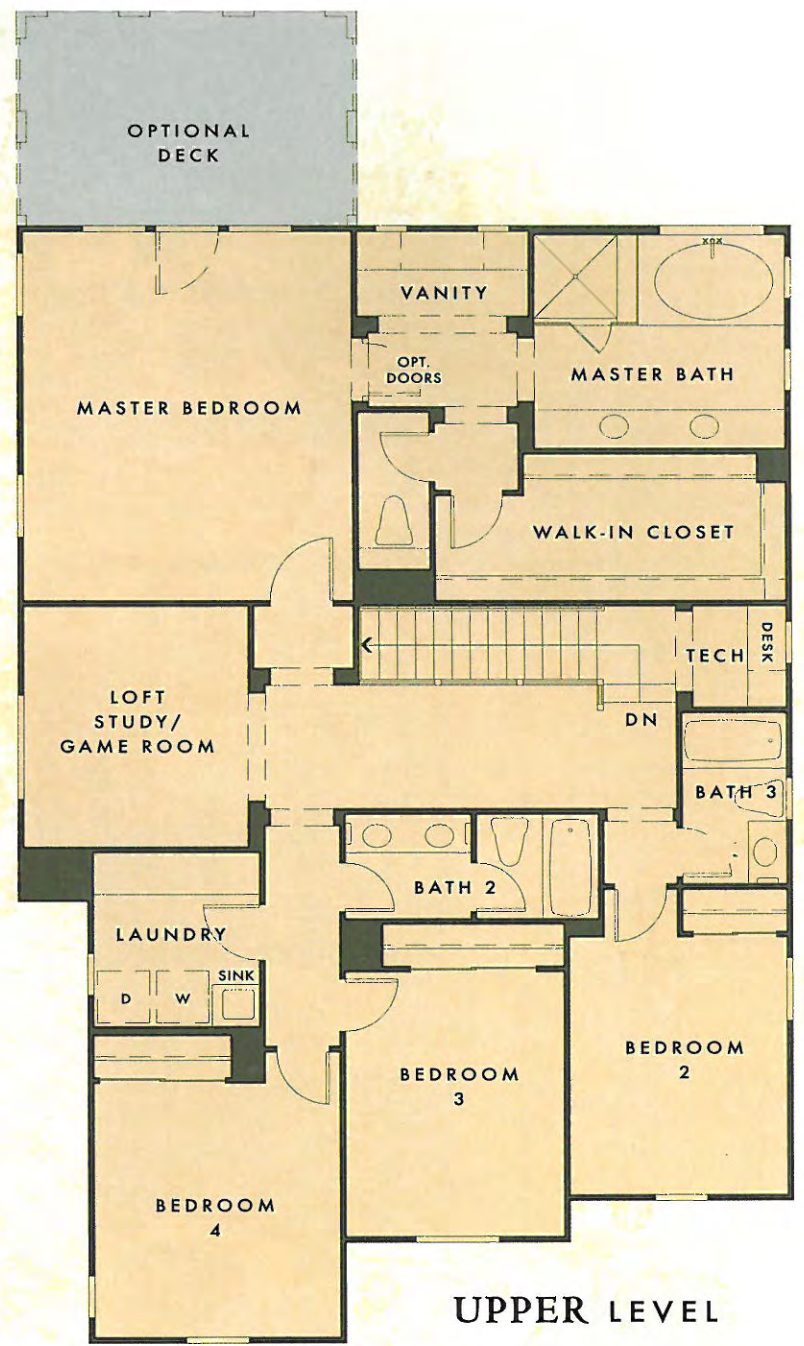 OPTIONAL
DECK
VANITY
OPT.
DOORS
MASTER BATH
MASTER BEDROOM
WALK-IN CLOSET
LOFT
STUDY/
GAME ROOM
TECH
DESK
DN
BATH 3
BATH 2
LAUNDRY
D
W
SINK
BEDROOM
2
BEDROOM
3
BEDROOM
4
UPPER LEVEL